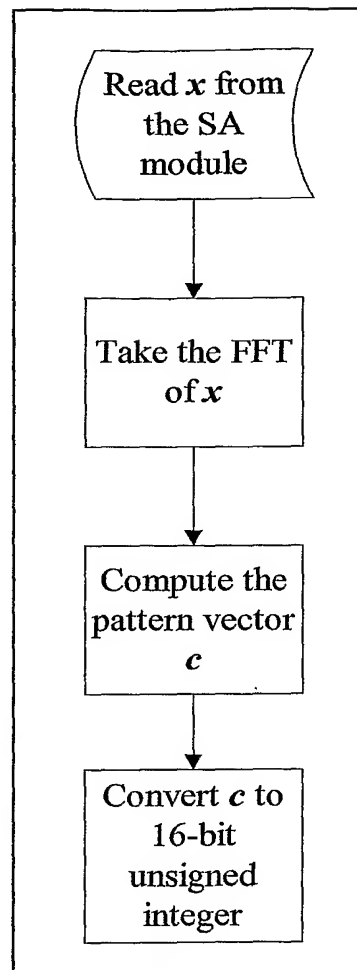 Read x from
the SA
module
Take the FFT
of x
Compute the
pattern vector
c
Convert c to
16-bit
unsigned
integer